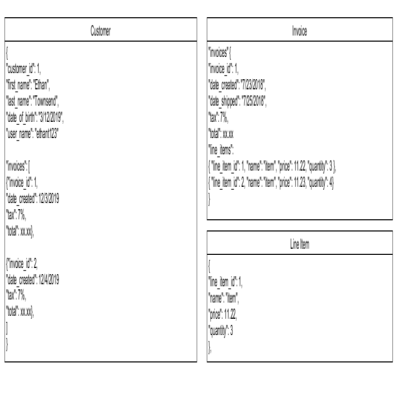 Customer
{
"customer_id": 1,
"first_name": "Ethan",
"last_name": "Townsend",
"date_of_birth": "3/12/2019",
"user_name": "ethant123"
"invoices": [
{"invoice_id": 1,
"date_created": 12/3/2019
"tax": 7%,
"total": xx.xx},
{"invoice_id": 2,
"date_created": 12/4/2019
"tax": 7%,
"total": xx.xx},
]
}
Invoice
"invoices" {
"invoice_id": 1,
"date_created": "7/23/2018",
"date_shipped": "7/25/2018",
"tax": 7%,
"total": xx.xx
"line_items":
{ "line_item_id": 1, "name": "Item", "price": 11.22, "quantity": 3 },
{ "line_item_id": 2, "name": "Item", "price": 11.23, "quantity": 4}
}
Line Item
{
"line_item_id": 1,
"name": "Item",
"price": 11.22,
"quantity": 3
},